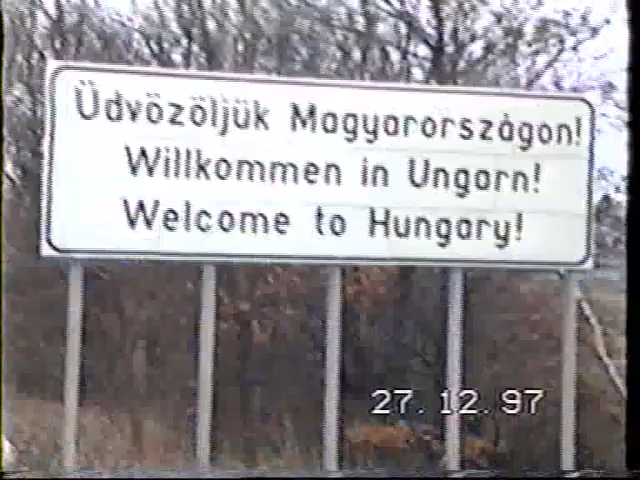 Üdvözöljük Magyarországon!
Willkommen in Ungarn!
Welcome to Hungary!
27. 12. 97